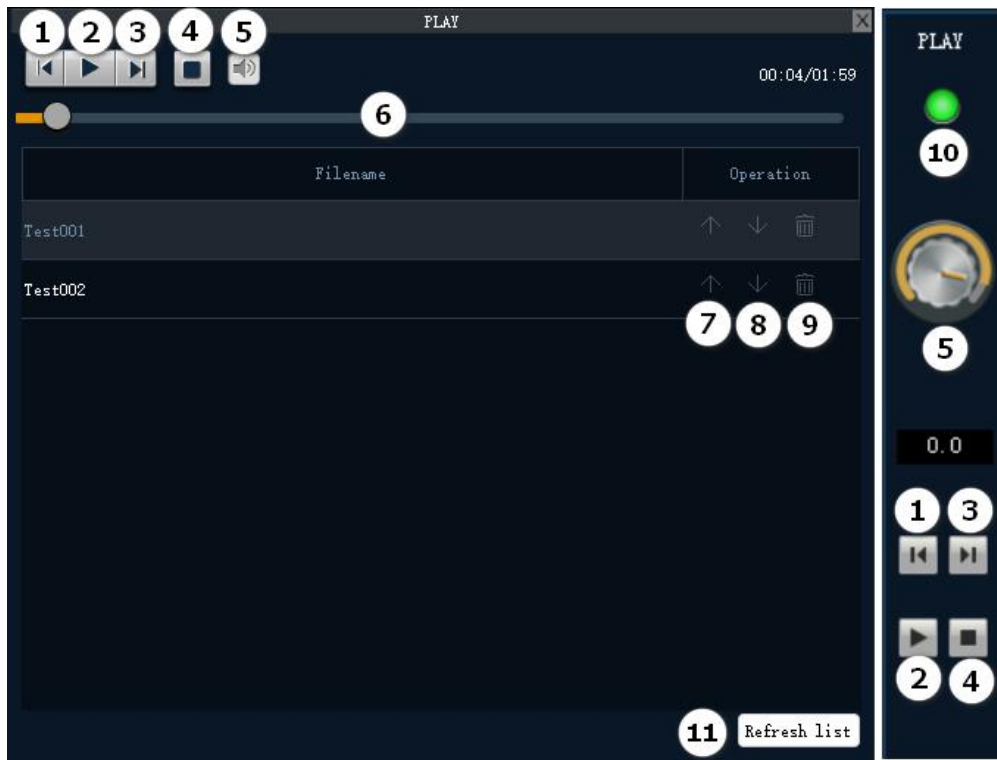 PLAY
X
1 2 3 4 5
00:04/01:59
6
Filename Operation
Test001
Test002
7 8 9
11 Refresh list
PLAY
10
5
0.0
1 3
2 4